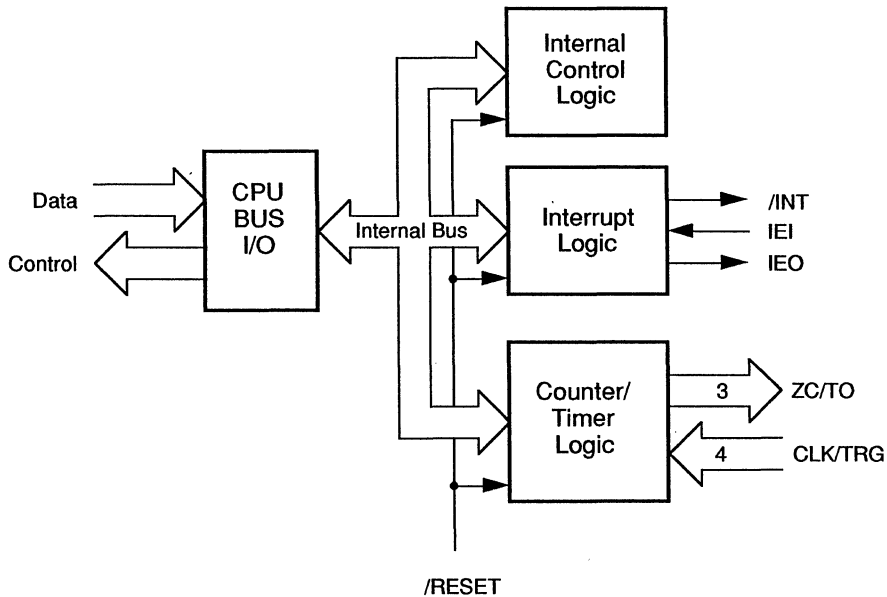 Internal
Control
Logic
Data
Control
CPU
BUS
I/O
Internal Bus
Interrupt
Logic
/INT
IEI
IEO
Counter/
Timer
Logic
3
ZC/TO
4
CLK/TRG
/RESET